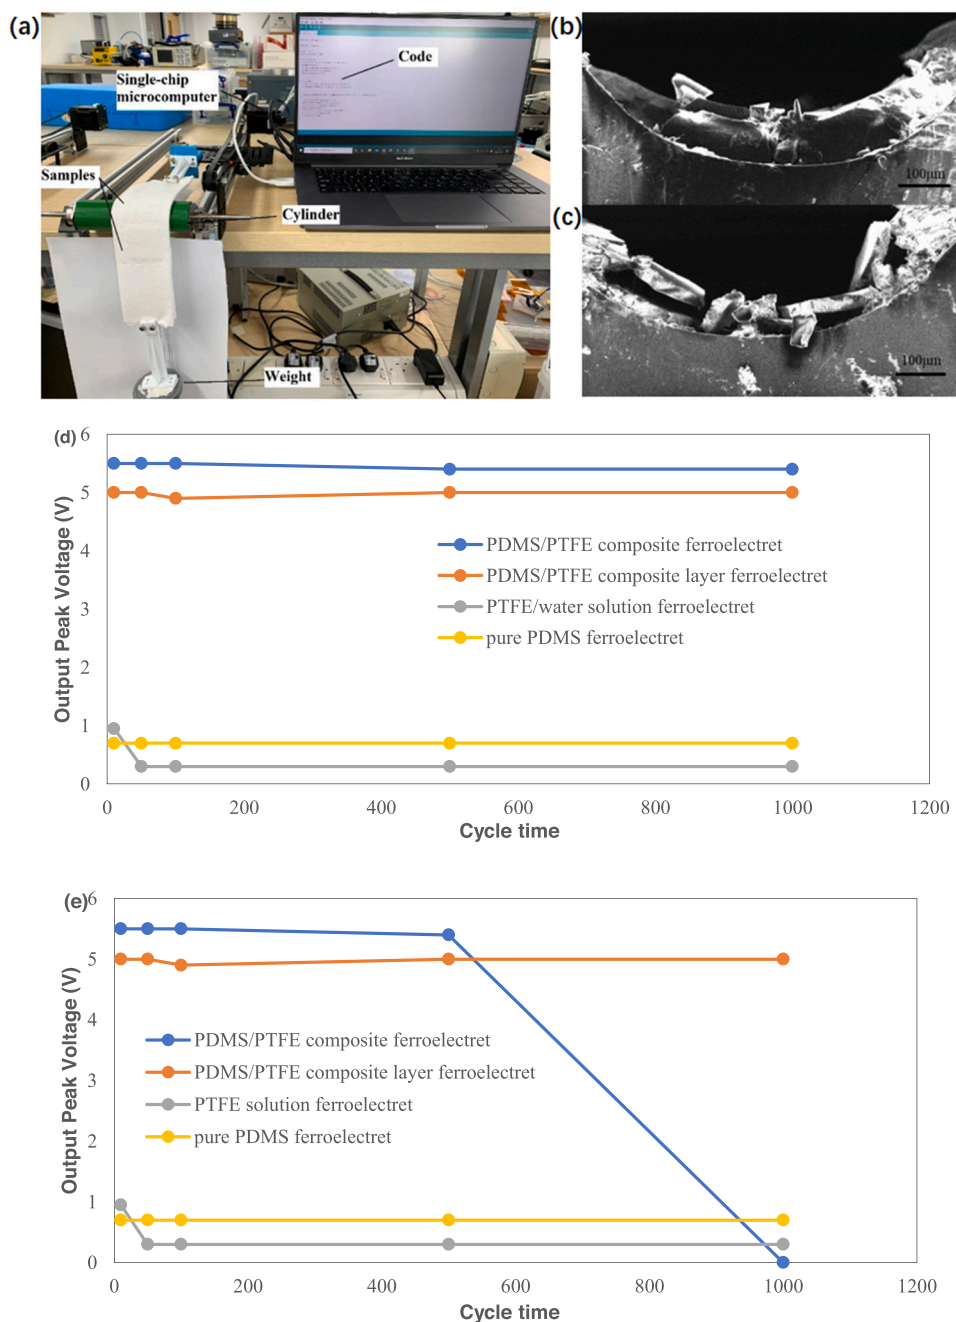 (a)
Single-chip
microcomputer
Code
Samples
Cylinder
Weight
(b)
100μm
(c)
100μm
(d)
6
5
4
3
2
1
0
Output Peak Voltage (V)
PDMS/PTFE composite ferroelectret
PDMS/PTFE composite layer ferroelectret
PTFE/water solution ferroelectret
pure PDMS ferroelectret
0 200 400 600 800 1000 1200
Cycle time
(e)
6
5
4
3
2
1
0
Output Peak Voltage (V)
PDMS/PTFE composite ferroelectret
PDMS/PTFE composite layer ferroelectret
PTFE solution ferroelectret
pure PDMS ferroelectret
0 200 400 600 800 1000 1200
Cycle time